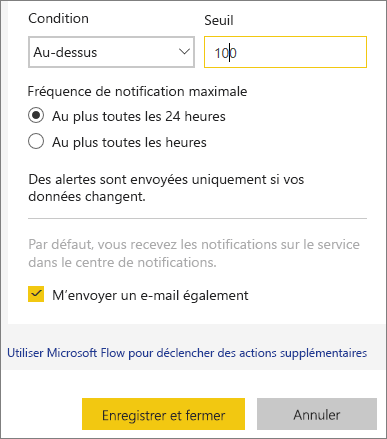 Condition
Seuil
Au-dessus
100
Fréquence de notification maximale
Au plus toutes les 24 heures
Au plus toutes les heures
Des alertes sont envoyées uniquement si vos
données changent.
Par défaut, vous recevez les notifications sur le service
dans le centre de notifications.
M'envoyer un e-mail également
Utiliser Microsoft Flow pour déclencher des actions supplémentaires
Enregistrer et fermer
Annuler